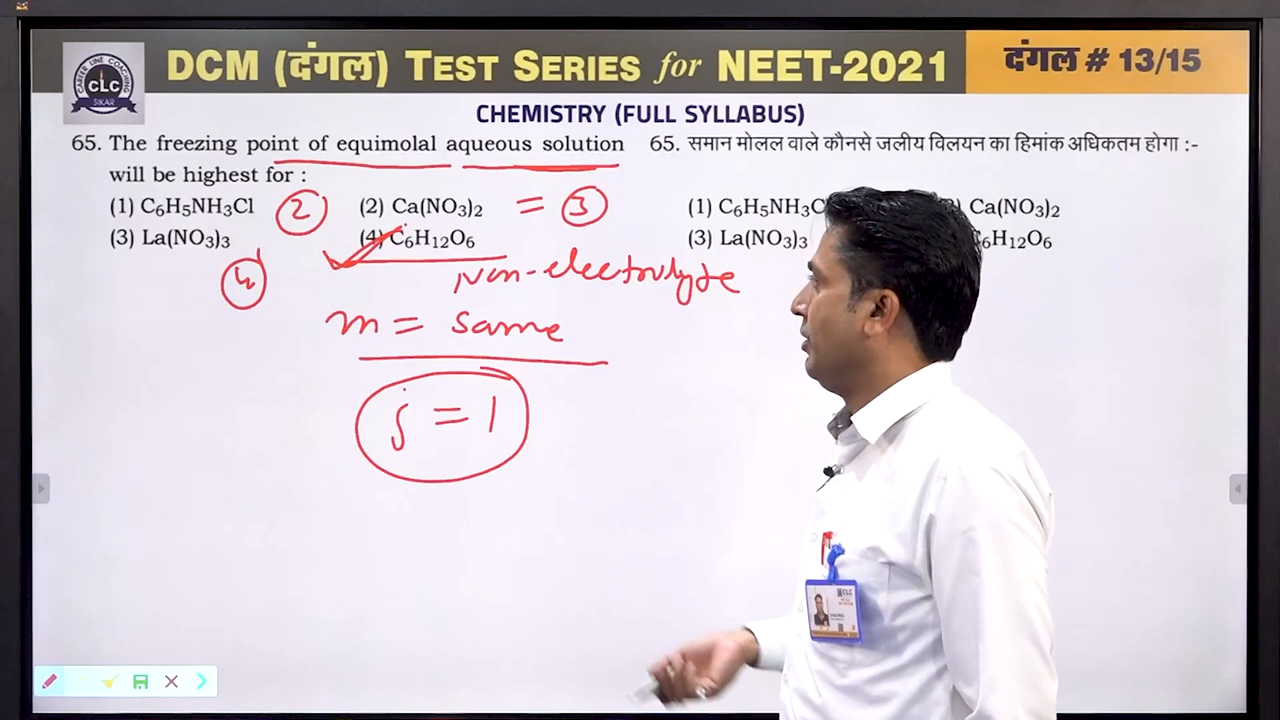 DCM (दंगल) TEST SERIES for NEET-2021
दंगल # 13/15
CAREER LINE COACHING
CLC
SIKAR
CHEMISTRY (FULL SYLLABUS)
65. The freezing point of equimolal aqueous solution
will be highest for :
(1) C₆H₅NH₃Cl 2 (2) Ca(NO₃)₂ = 3
(3) La(NO₃)₃ 4 (4) C₆H₁₂O₆
Non-electrolyte
m = same
i = 1
65. समान मोलल वाले कौनसे जलीय विलयन का हिमांक अधिकतम होगा :-
(1) C₆H₅NH₃C Ca(NO₃)₂
(3) La(NO₃)₃ ₆H₁₂O₆
CLC